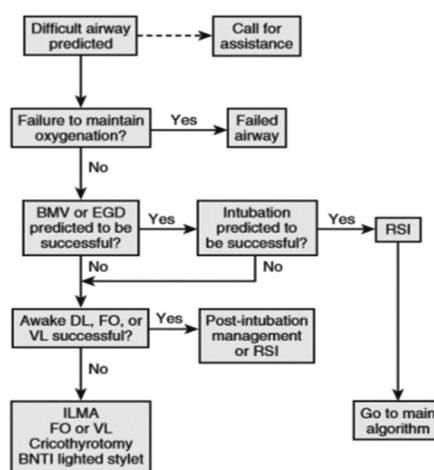 Difficult airway
predicted
Call for
assistance
Failure to maintain
oxygenation?
Yes
Failed
airway
No
BMV or EGD
predicted to be
successful?
Yes
Intubation
predicted to
be successful?
Yes
RSI
No
No
Awake DL, FO, or
VL successful?
Yes
Post-intubation
management
or RSI
No
ILMA
FO or VL
Cricothyrotomy
BNTI lighted stylet
Go to main
algorithm